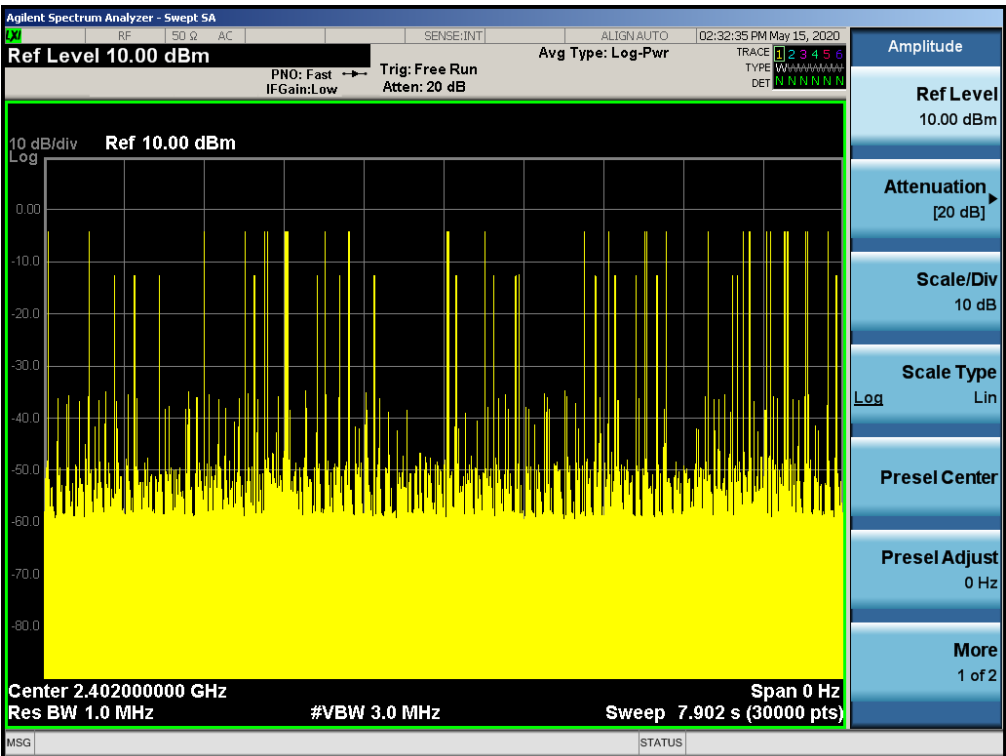 Agilent Spectrum Analyzer - Swept SA
LXI RF 50 Ω AC SENSE:INT ALIGN AUTO 02:32:35 PM May 15, 2020
Ref Level 10.00 dBm
PNO: Fast
IFGain:Low
Trig: Free Run
Atten: 20 dB
Avg Type: Log-Pwr
TRACE 1 2 3 4 5 6
TYPE WWWWWW
DET N N N N N N
10 dB/div Ref 10.00 dBm
Log
0.00
-10.0
-20.0
-30.0
-40.0
-50.0
-60.0
-70.0
-80.0
Center 2.402000000 GHz Span 0 Hz
Res BW 1.0 MHz #VBW 3.0 MHz Sweep 7.902 s (30000 pts)
MSG STATUS
Amplitude
Ref Level
10.00 dBm
Attenuation
[20 dB]
Scale/Div
10 dB
Scale Type
Log Lin
Presel Center
Presel Adjust
0 Hz
More
1 of 2